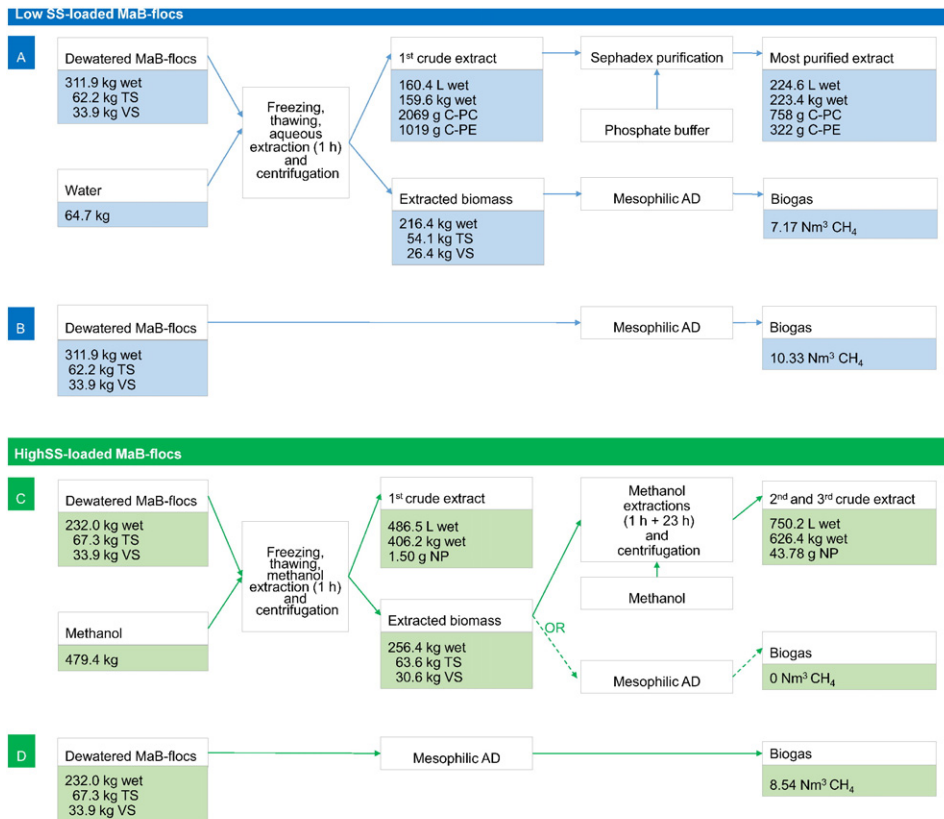 Low SS-loaded MaB-flocs
A
Dewatered MaB-flocs
311.9 kg wet
62.2 kg TS
33.9 kg VS
Water
64.7 kg
Freezing,
thawing,
aqueous
extraction (1 h)
and
centrifugation
1st crude extract
160.4 L wet
159.6 kg wet
2069 g C-PC
1019 g C-PE
Sephadex purification
Phosphate buffer
Most purified extract
224.6 L wet
223.4 kg wet
758 g C-PC
322 g C-PE
Extracted biomass
216.4 kg wet
54.1 kg TS
26.4 kg VS
Mesophilic AD
Biogas
7.17 Nm³ CH₄
B
Dewatered MaB-flocs
311.9 kg wet
62.2 kg TS
33.9 kg VS
Mesophilic AD
Biogas
10.33 Nm³ CH₄
HighSS-loaded MaB-flocs
C
Dewatered MaB-flocs
232.0 kg wet
67.3 kg TS
33.9 kg VS
Methanol
479.4 kg
Freezing,
thawing,
methanol
extraction (1 h)
and
centrifugation
1st crude extract
486.5 L wet
406.2 kg wet
1.50 g NP
Extracted biomass
256.4 kg wet
63.6 kg TS
30.6 kg VS
OR
Methanol
extractions
(1 h + 23 h)
and
centrifugation
Methanol
2nd and 3rd crude extract
750.2 L wet
626.4 kg wet
43.78 g NP
Mesophilic AD
Biogas
0 Nm³ CH₄
D
Dewatered MaB-flocs
232.0 kg wet
67.3 kg TS
33.9 kg VS
Mesophilic AD
Biogas
8.54 Nm³ CH₄